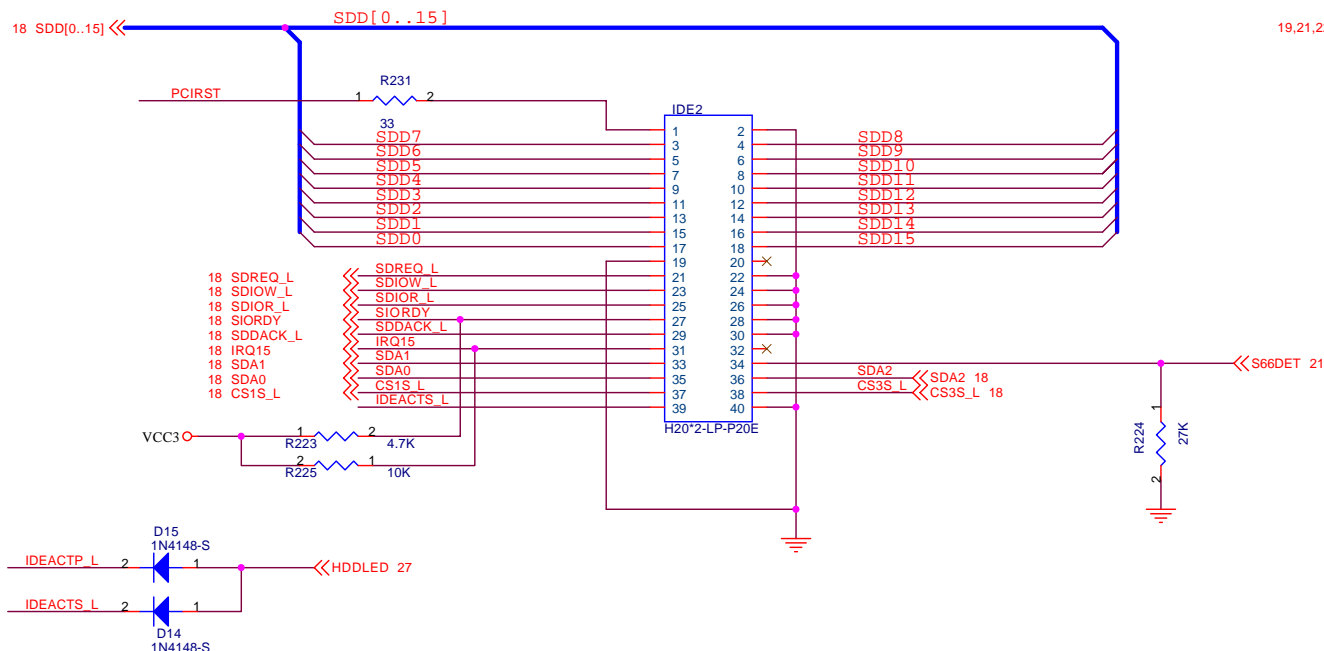 SDD[0..15]
18 SDD[0..15]
19,21,2
R231
PCIRST 1 2
33
IDE2
1 2
SDD7 3 4 SDD8
SDD6 5 6 SDD9
SDD5 7 8 SDD10
SDD4 9 10 SDD11
SDD3 11 12 SDD12
SDD2 13 14 SDD13
SDD1 15 16 SDD14
SDD0 17 18 SDD15
19 20
18 SDREQ_L SDREQ_L 21 22
18 SDIOW_L SDIOW_L 23 24
18 SDIOR_L SDIOR_L 25 26
18 SIORDY SIORDY 27 28
18 SDDACK_L SDDACK_L 29 30
18 IRQ15 IRQ15 31 32
18 SDA1 SDA1 33 34 S66DET 21
18 SDA0 SDA0 35 36 SDA2 SDA2 18
18 CS1S_L CS1S_L 37 38 CS3S_L CS3S_L 18
IDEACTS_L 39 40
H20*2-LP-P20E
VCC3 1 R223 2 4.7K
2 R225 1 10K
1 R224 27K 2
D15
1N4148-S
IDEACTP_L 2 1 HDDLED 27
IDEACTS_L 2 1
D14
1N4148-S